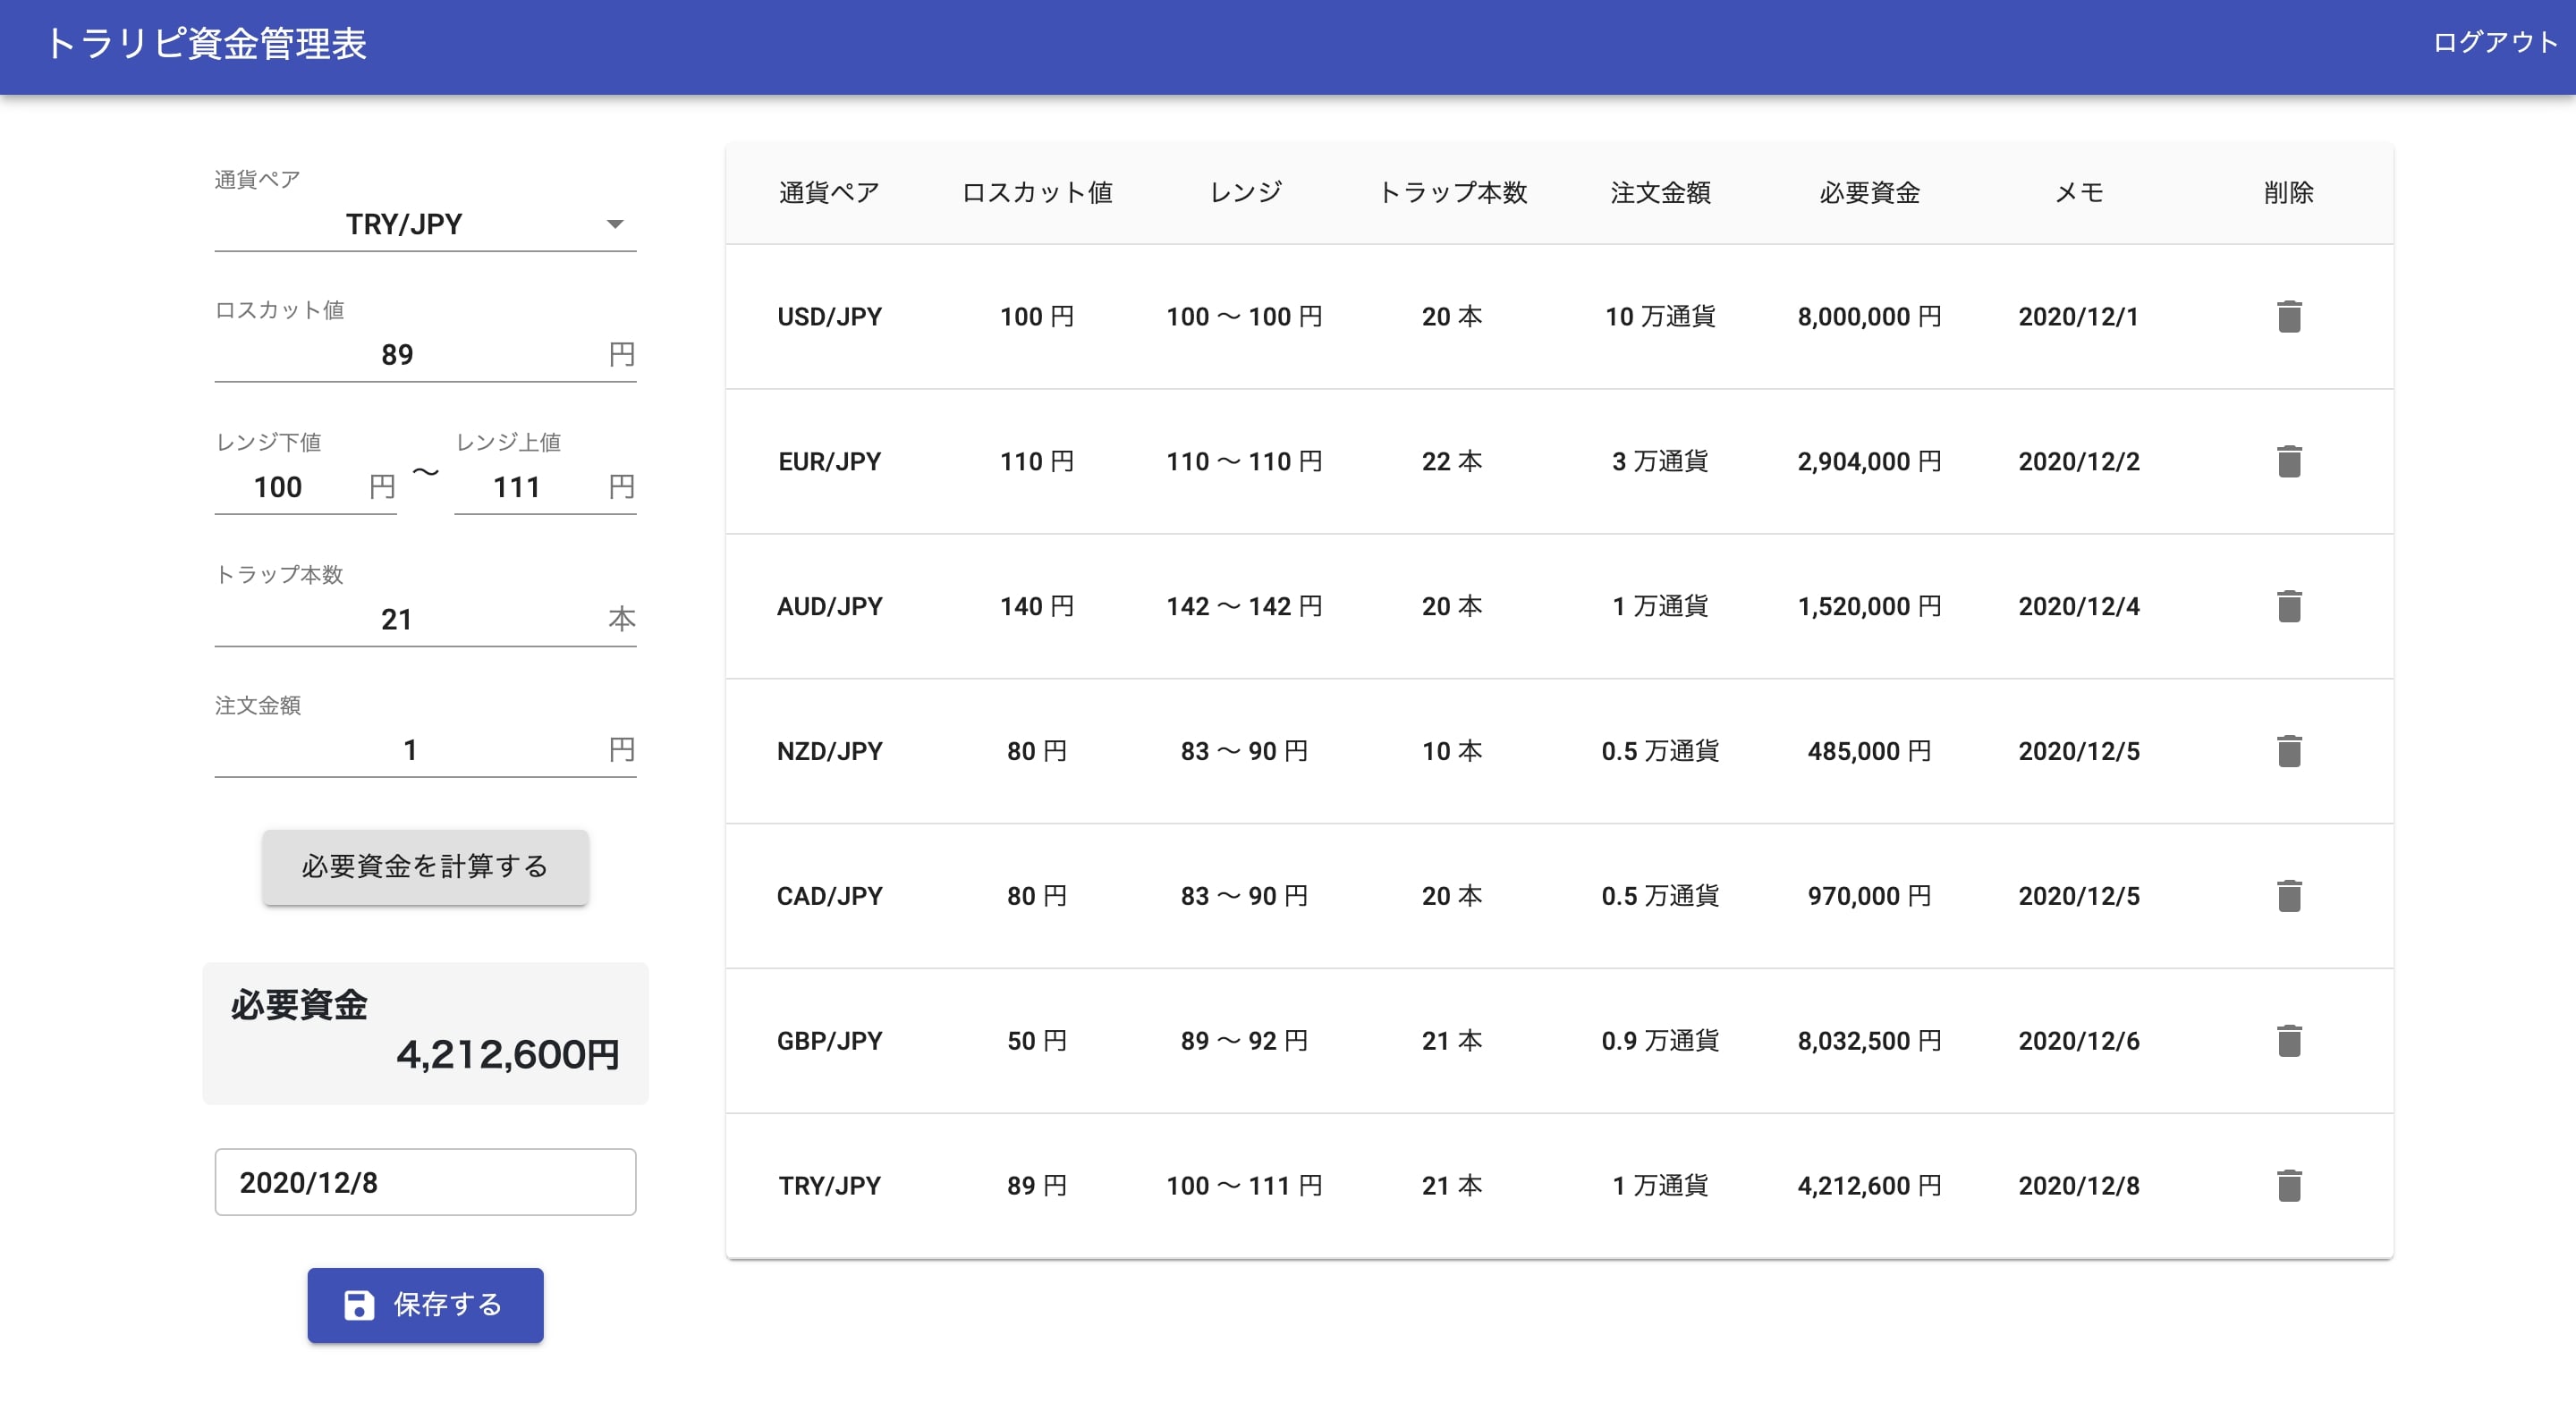 トラリピ資金管理表
ログアウト
通貨ペア
TRY/JPY
ロスカット値
89 円
レンジ下値 レンジ上値
100 円 〜 111 円
トラップ本数
21 本
注文金額
1 円
必要資金を計算する
必要資金
4,212,600円
2020/12/8
保存する
通貨ペア ロスカット値 レンジ トラップ本数 注文金額 必要資金 メモ 削除
USD/JPY 100 円 100 〜 100 円 20 本 10 万通貨 8,000,000 円 2020/12/1
EUR/JPY 110 円 110 〜 110 円 22 本 3 万通貨 2,904,000 円 2020/12/2
AUD/JPY 140 円 142 〜 142 円 20 本 1 万通貨 1,520,000 円 2020/12/4
NZD/JPY 80 円 83 〜 90 円 10 本 0.5 万通貨 485,000 円 2020/12/5
CAD/JPY 80 円 83 〜 90 円 20 本 0.5 万通貨 970,000 円 2020/12/5
GBP/JPY 50 円 89 〜 92 円 21 本 0.9 万通貨 8,032,500 円 2020/12/6
TRY/JPY 89 円 100 〜 111 円 21 本 1 万通貨 4,212,600 円 2020/12/8